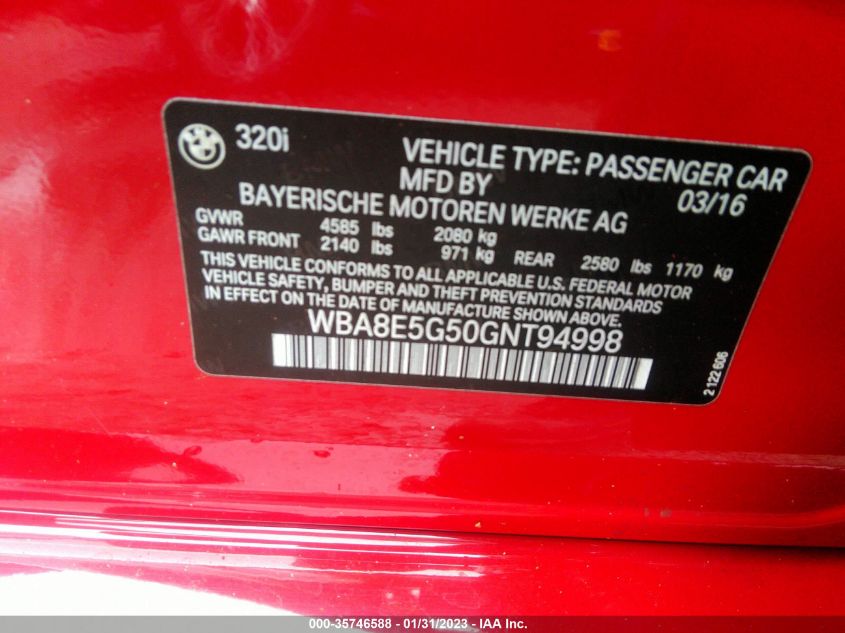 320i
VEHICLE TYPE: PASSENGER CAR
MFD BY 03/16
BAYERISCHE MOTOREN WERKE AG
GVWR 4585 lbs 2080 kg
GAWR FRONT 2140 lbs 971 kg REAR 2580 lbs 1170 kg
THIS VEHICLE CONFORMS TO ALL APPLICABLE U.S. FEDERAL MOTOR
VEHICLE SAFETY, BUMPER AND THEFT PREVENTION STANDARDS
IN EFFECT ON THE DATE OF MANUFACTURE SHOWN ABOVE.
WBA8E5G50GNT94998
2 122 606
000-35746588 - 01/31/2023 - IAA Inc.